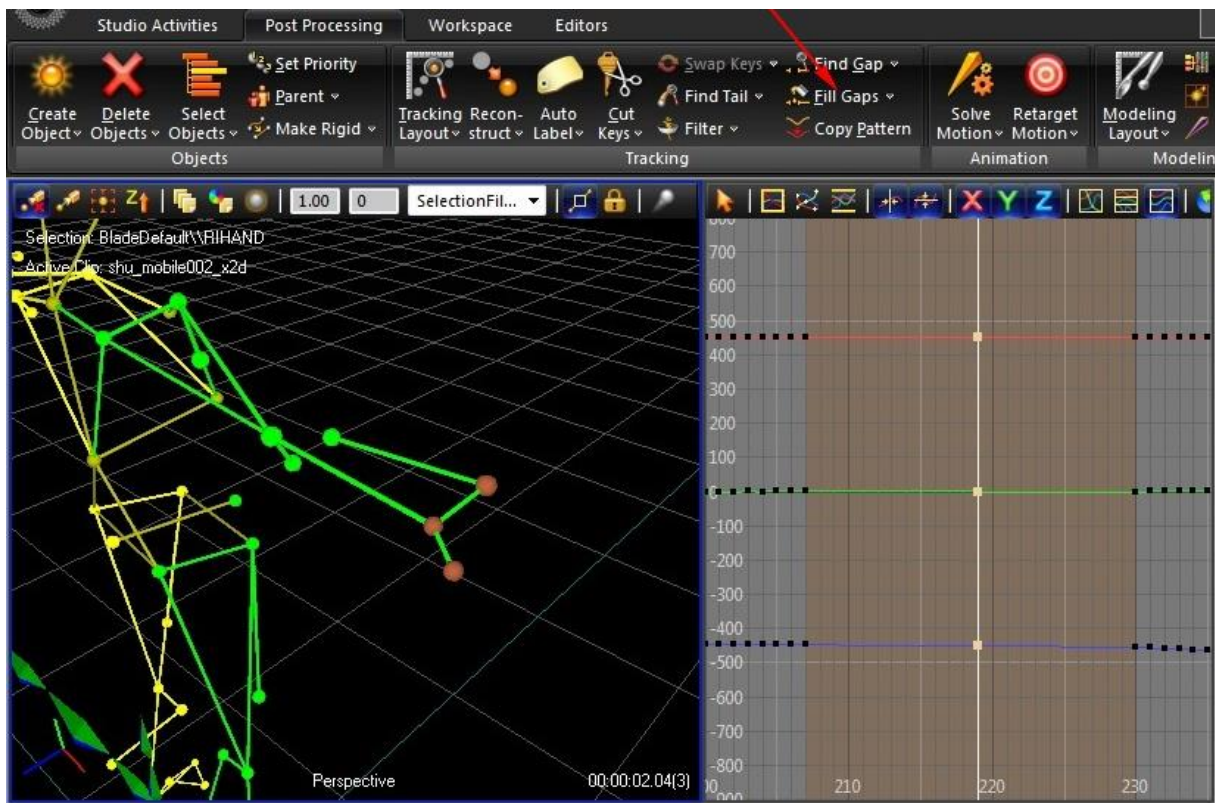 Studio Activities Post Processing Workspace Editors
Create Object Delete Objects Select Objects
Set Priority
Parent
Make Rigid
Objects
Tracking Layout Recon-struct Auto Label Cut Keys
Swap Keys Find Gap
Find Tail Fill Gaps
Filter Copy Pattern
Tracking
Solve Motion Retarget Motion
Animation
Modeling Layout
Modelin
1.00 0 SelectionFil...
X Y Z
Selection: BladeDefault\\RIHAND
Active Clip: shu_mobile002_x2d
800
700
600
500
400
300
200
100
0
-100
-200
-300
-400
-500
-600
-700
-800
-900
210 220 230
Perspective 00:00:02.04(3)